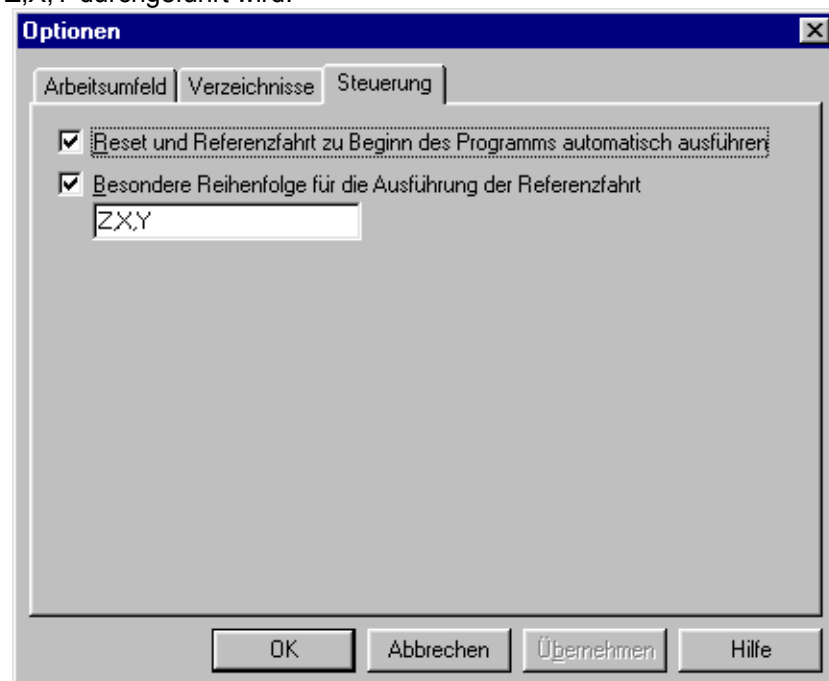 Z,X,Y durchgeführt wird.
Optionen
Arbeitsumfeld Verzeichnisse Steuerung
Reset und Referenzfahrt zu Beginn des Programms automatisch ausführen
Besondere Reihenfolge für die Ausführung der Referenzfahrt
Z,X,Y
OK Abbrechen Übernehmen Hilfe